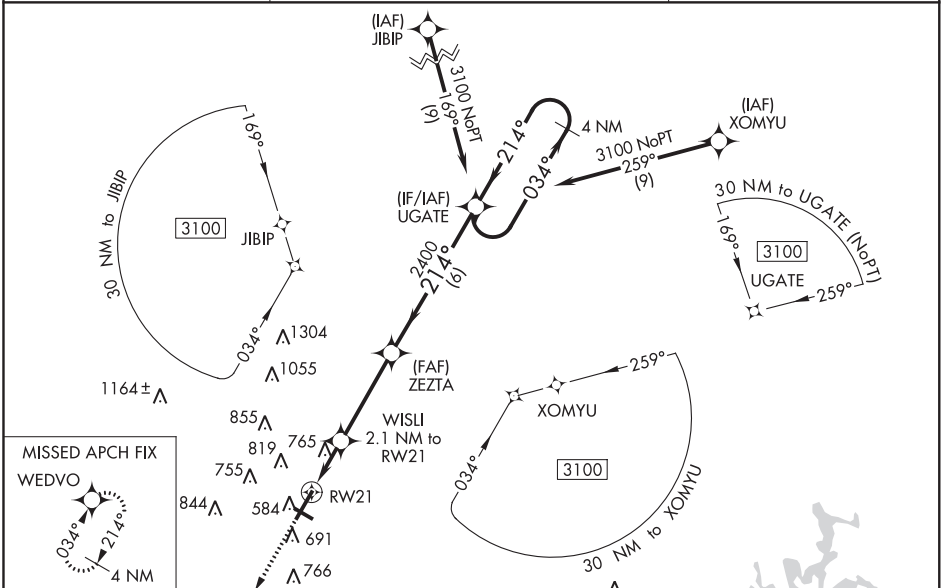 (IAF)
JIBIP
3100 NoPT
169°
(9)
(IAF)
XOMYU
3100 NoPT
259°
(9)
4 NM
214°
034°
(IF/IAF)
UGATE
2400
214°
(6)
169°
30 NM to JIBIP
3100
JIBIP
034°
30 NM to UGATE (NoPT)
169°
3100
UGATE
259°
1304
1055
1164 ±
855
819
765
755
844
584
691
766
(FAF)
ZEZTA
WISLI
2.1 NM to
RW21
RW21
259°
XOMYU
034°
3100
30 NM to XOMYU
MISSED APCH FIX
WEDVO
034°
214°
4 NM